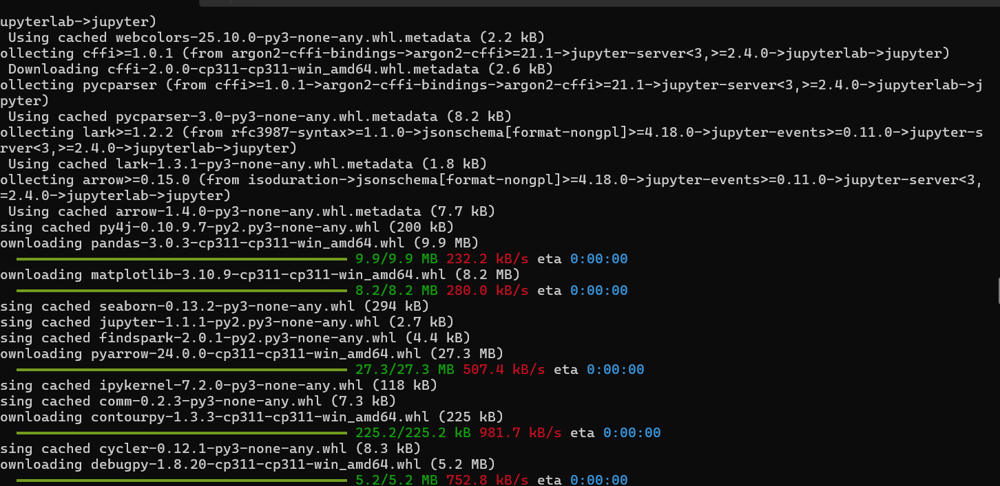 upyterlab->jupyter)
Using cached webcolors-25.10.0-py3-none-any.whl.metadata (2.2 kB)
ollecting cffi>=1.0.1 (from argon2-cffi-bindings->argon2-cffi>=21.1->jupyter-server<3,>=2.4.0->jupyterlab->jupyter)
Downloading cffi-2.0.0-cp311-cp311-win_amd64.whl.metadata (2.6 kB)
ollecting pycparser (from cffi>=1.0.1->argon2-cffi-bindings->argon2-cffi>=21.1->jupyter-server<3,>=2.4.0->jupyterlab->j
pyter)
Using cached pycparser-3.0-py3-none-any.whl.metadata (8.2 kB)
ollecting lark>=1.2.2 (from rfc3987-syntax>=1.1.0->jsonschema[format-nongpl]>=4.18.0->jupyter-events>=0.11.0->jupyter-s
rver<3,>=2.4.0->jupyterlab->jupyter)
Using cached lark-1.3.1-py3-none-any.whl.metadata (1.8 kB)
ollecting arrow>=0.15.0 (from isoduration->jsonschema[format-nongpl]>=4.18.0->jupyter-events>=0.11.0->jupyter-server<3,
=2.4.0->jupyterlab->jupyter)
Using cached arrow-1.4.0-py3-none-any.whl.metadata (7.7 kB)
sing cached py4j-0.10.9.7-py2.py3-none-any.whl (200 kB)
ownloading pandas-3.0.3-cp311-cp311-win_amd64.whl (9.9 MB)
9.9/9.9 MB 232.2 kB/s eta 0:00:00
ownloading matplotlib-3.10.9-cp311-cp311-win_amd64.whl (8.2 MB)
8.2/8.2 MB 280.0 kB/s eta 0:00:00
sing cached seaborn-0.13.2-py3-none-any.whl (294 kB)
sing cached jupyter-1.1.1-py2.py3-none-any.whl (2.7 kB)
sing cached findspark-2.0.1-py2.py3-none-any.whl (4.4 kB)
ownloading pyarrow-24.0.0-cp311-cp311-win_amd64.whl (27.3 MB)
27.3/27.3 MB 507.4 kB/s eta 0:00:00
sing cached ipykernel-7.2.0-py3-none-any.whl (118 kB)
sing cached comm-0.2.3-py3-none-any.whl (7.3 kB)
ownloading contourpy-1.3.3-cp311-cp311-win_amd64.whl (225 kB)
225.2/225.2 kB 981.7 kB/s eta 0:00:00
sing cached cycler-0.12.1-py3-none-any.whl (8.3 kB)
ownloading debugpy-1.8.20-cp311-cp311-win_amd64.whl (5.2 MB)
5.2/5.2 MB 752.8 kB/s eta 0:00:00